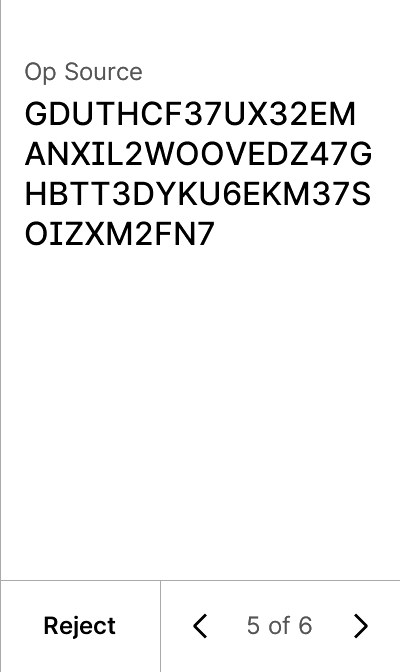 Op Source
GDUTHCF37UX32EM
ANXIL2WOOVEDZ47G
HBTT3DYKU6EKM37S
OIZXM2FN7
Reject
5 of 6